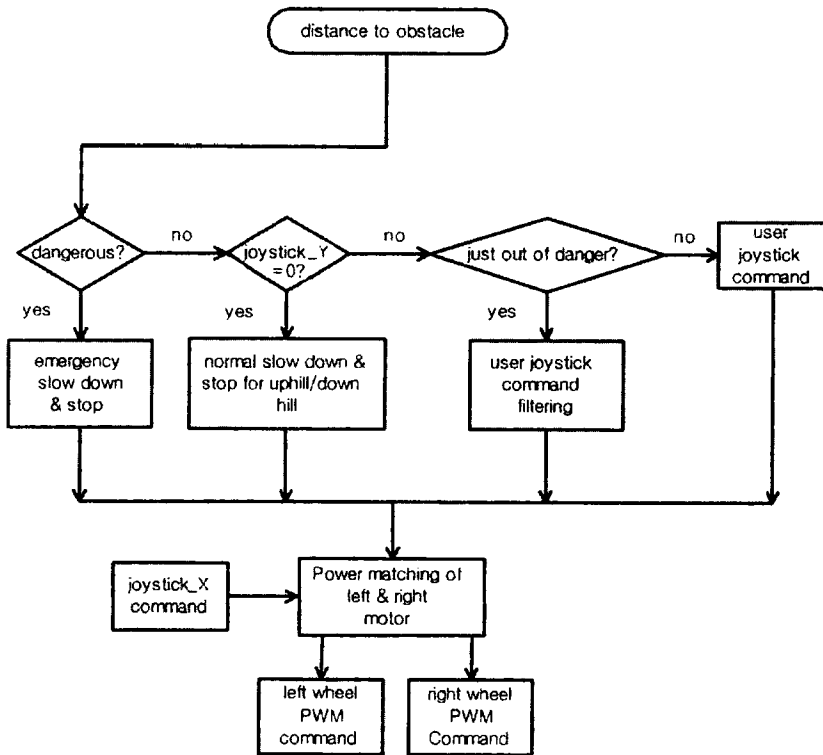 distance to obstacle
dangerous?
no
joystick_Y
= 0?
no
just out of danger?
no
user
joystick
command
yes
yes
yes
emergency
slow down
& stop
normal slow down &
stop for uphill/down
hill
user joystick
command
filtering
joystick_X
command
Power matching of
left & right
motor
left wheel
PWM
command
right wheel
PWM
Command